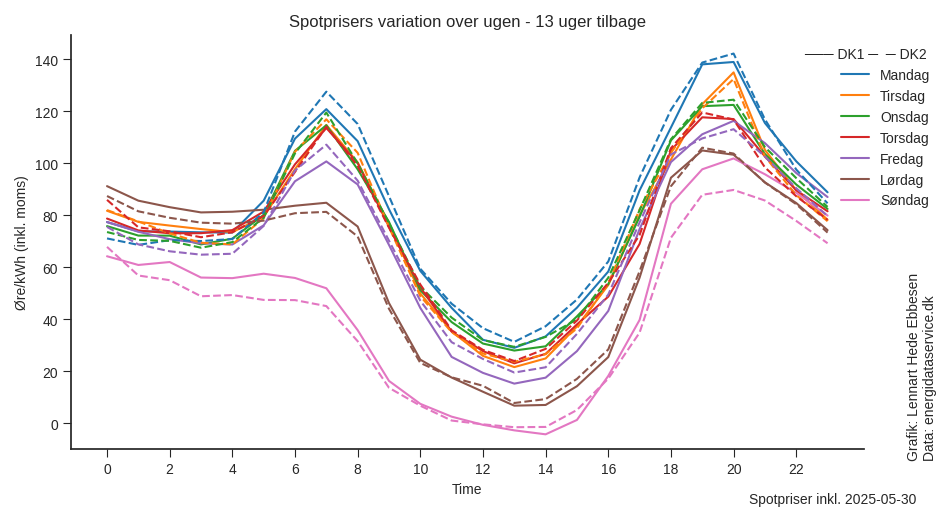 Spotprisers variation over ugen - 13 uger tilbage
DK1 DK2
Mandag
Tirsdag
Onsdag
Torsdag
Fredag
Lørdag
Søndag
Øre/kWh (inkl. moms)
140
120
100
80
60
40
20
0
0 2 4 6 8 10 12 14 16 18 20 22
Time
Grafik: Lennart Hede Ebbesen
Data: energidataservice.dk
Spotpriser inkl. 2025-05-30